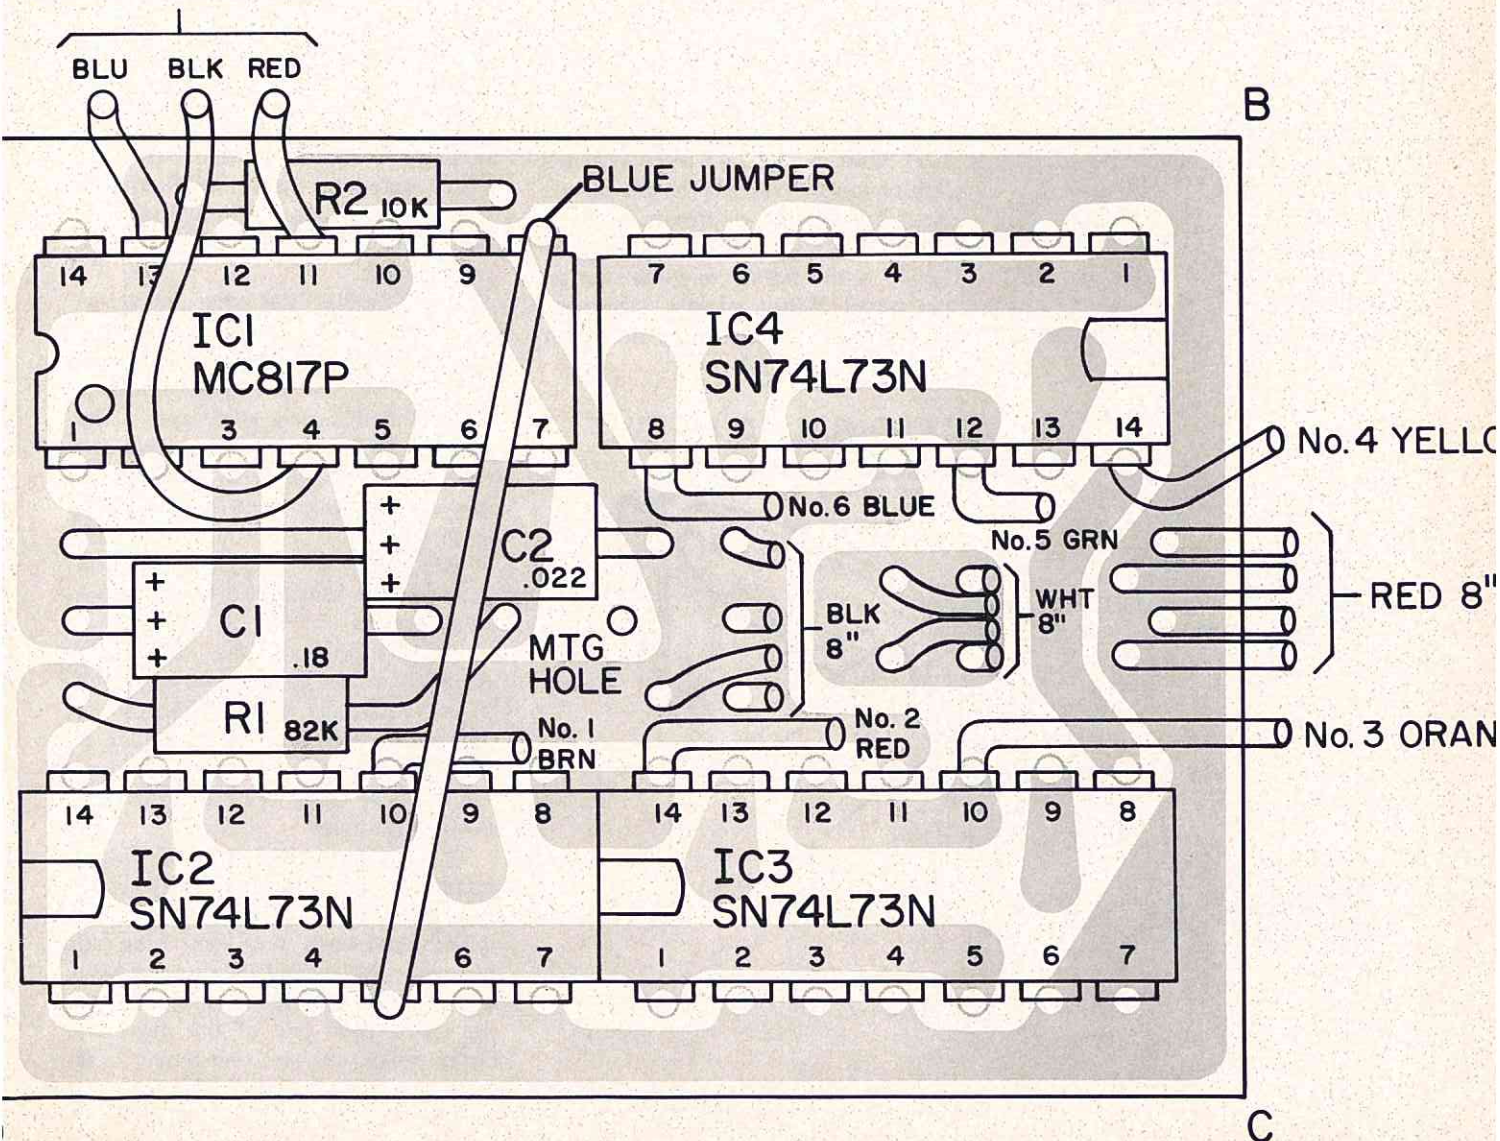 BLU BLK RED
B
R2 10K
BLUE JUMPER
14 13 12 11 10 9
7 6 5 4 3 2 1
IC1
MC817P
IC4
SN74L73N
1 3 4 5 6 7
8 9 10 11 12 13 14
No. 4 YELLO
+
+
+
C2
.022
No. 6 BLUE
No. 5 GRN
+
+
+
C1
.18
MTG
HOLE
BLK
8"
WHT
8"
RED 8"
R1 82K
No. 1
BRN
No. 2
RED
No. 3 ORAN
14 13 12 11 10 9 8
14 13 12 11 10 9 8
IC2
SN74L73N
IC3
SN74L73N
1 2 3 4 6 7
1 2 3 4 5 6 7
C